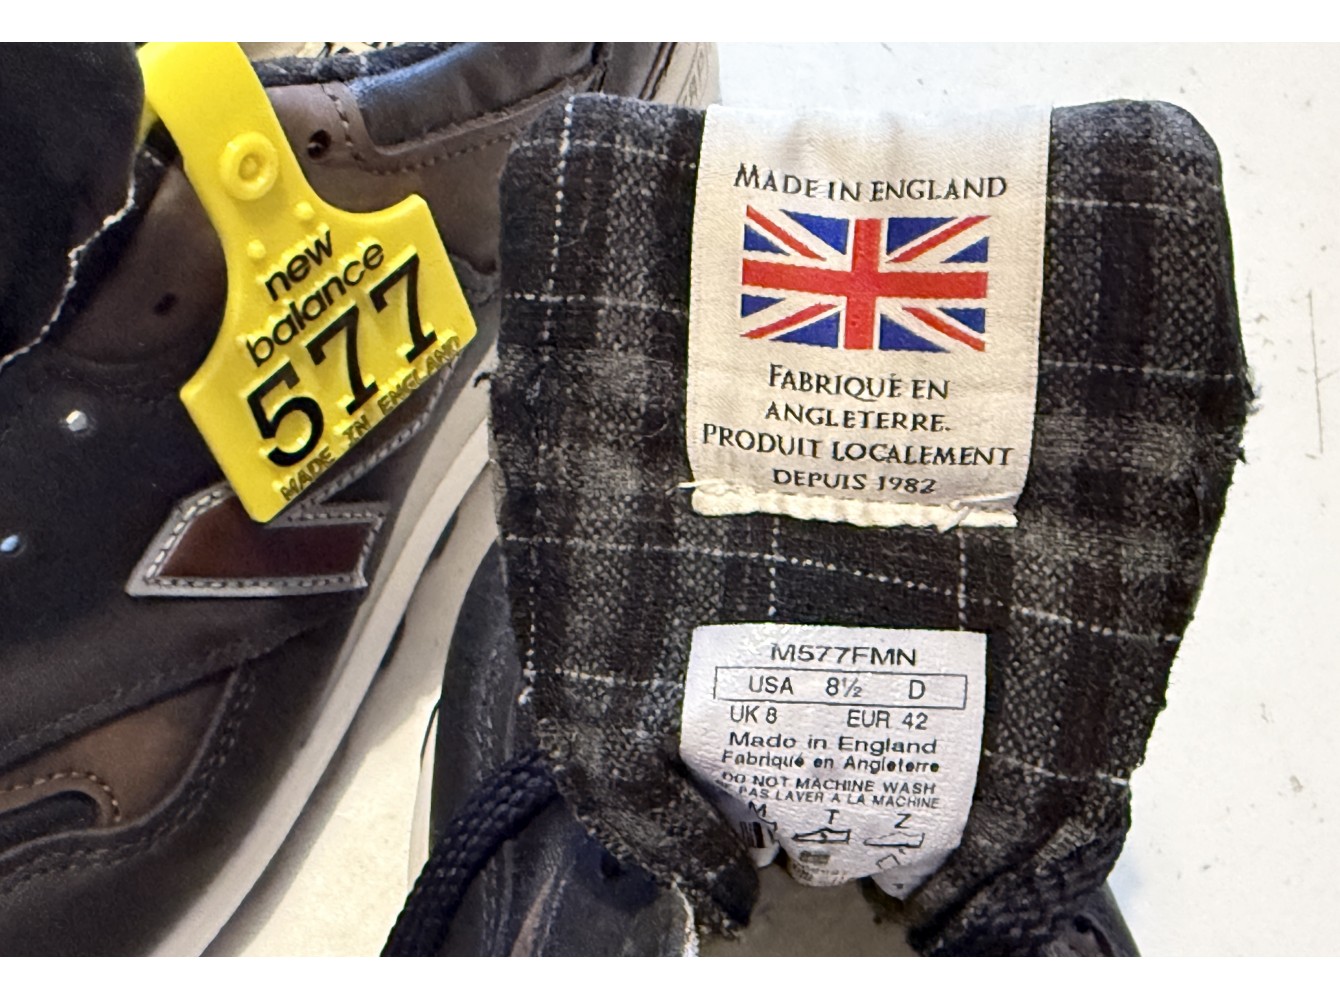 new
balance
577
MADE IN ENGLAND
MADE IN ENGLAND
FABRIQUÉ EN
ANGLETERRE.
PRODUIT LOCALEMENT
DEPUIS 1982
M577FMN
USA 8½ D
UK 8 EUR 42
Made in England
Fabriqué en Angleterre
DO NOT MACHINE WASH
PAS LAVER A LA MACHINE
M T Z